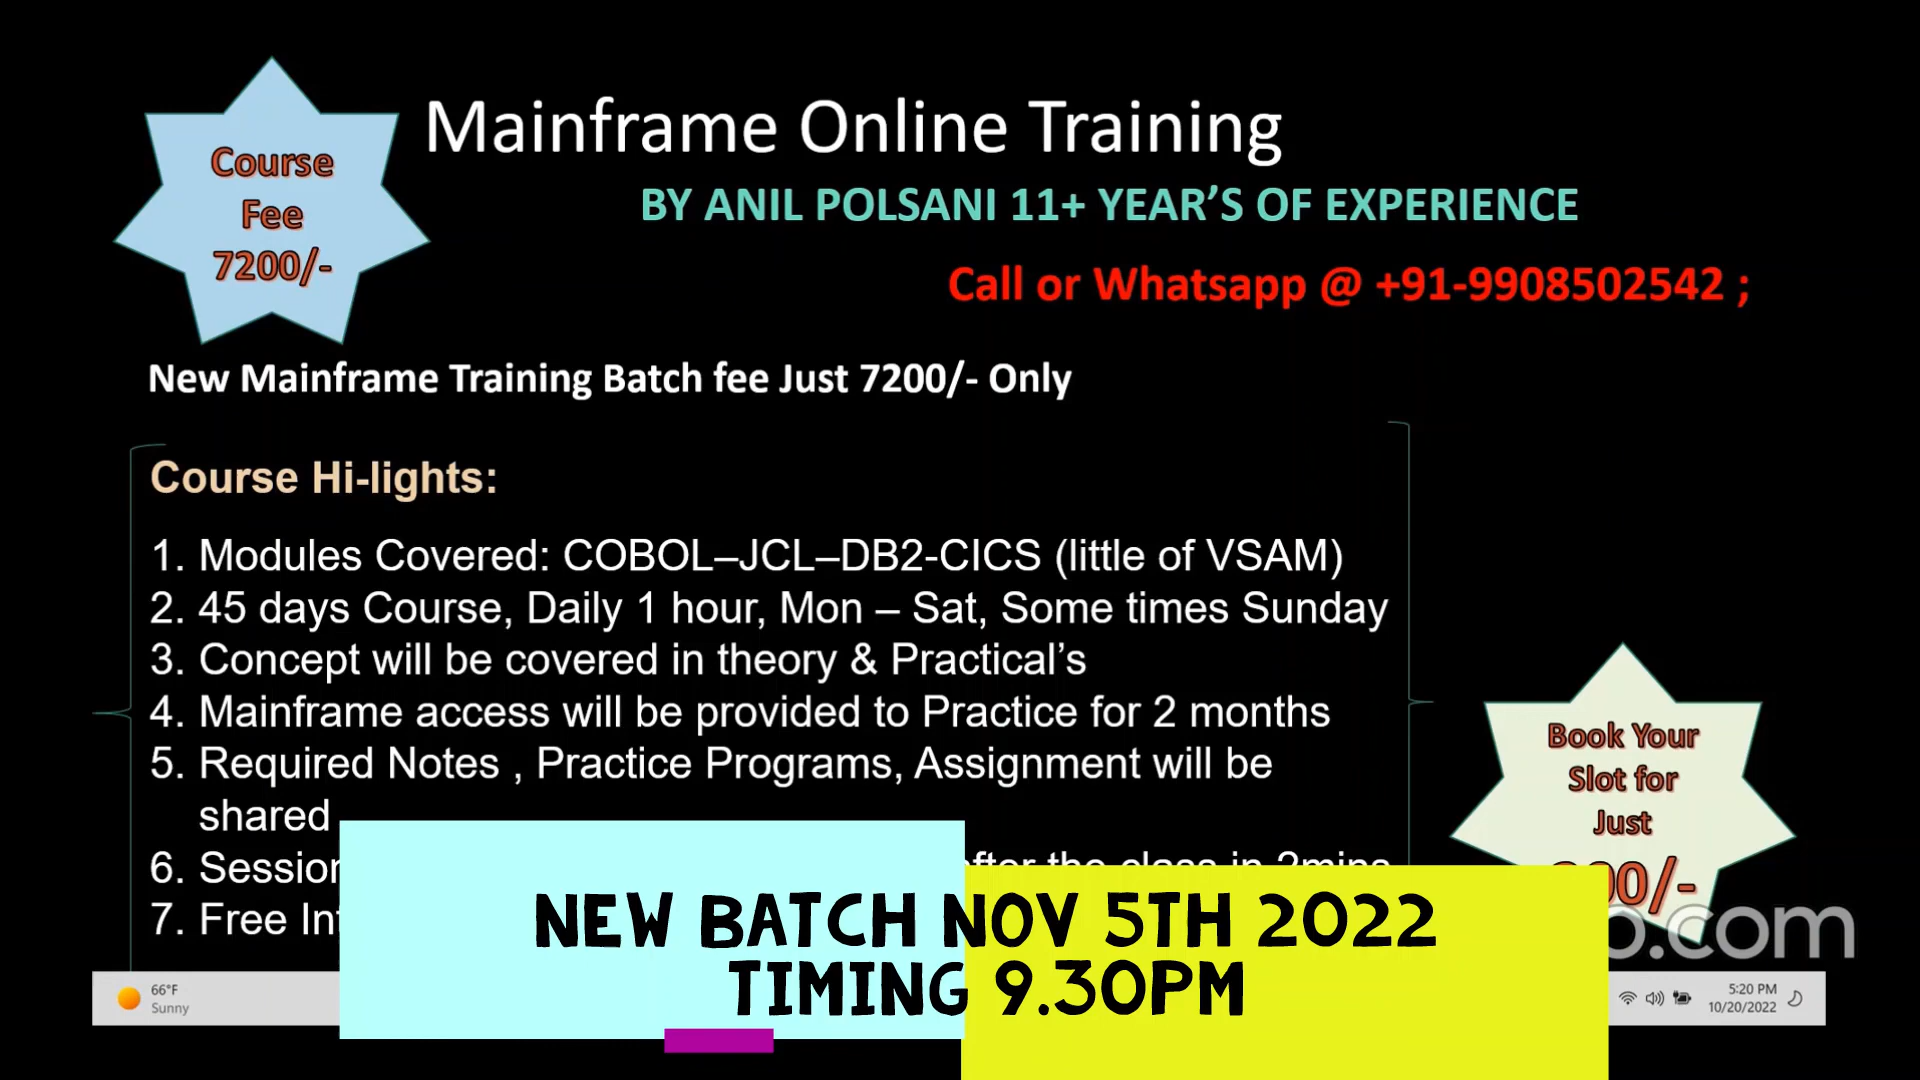 Course
Fee
7200/-
Mainframe Online Training
BY ANIL POLSANI 11+ YEAR’S OF EXPERIENCE
Call or Whatsapp @ +91-9908502542 ;
New Mainframe Training Batch fee Just 7200/- Only
Course Hi-lights:
1. Modules Covered: COBOL–JCL–DB2-CICS (little of VSAM)
2. 45 days Course, Daily 1 hour, Mon – Sat, Some times Sunday
3. Concept will be covered in theory & Practical’s
4. Mainframe access will be provided to Practice for 2 months
5. Required Notes , Practice Programs, Assignment will be
shared
6. after the class in 2mins
7. Free
Book Your
Slot for
Just
NEW BATCH NOV 5TH 2022
TIMING 9.30PM
.com
66°F
Sunny
5:20 PM
10/20/2022